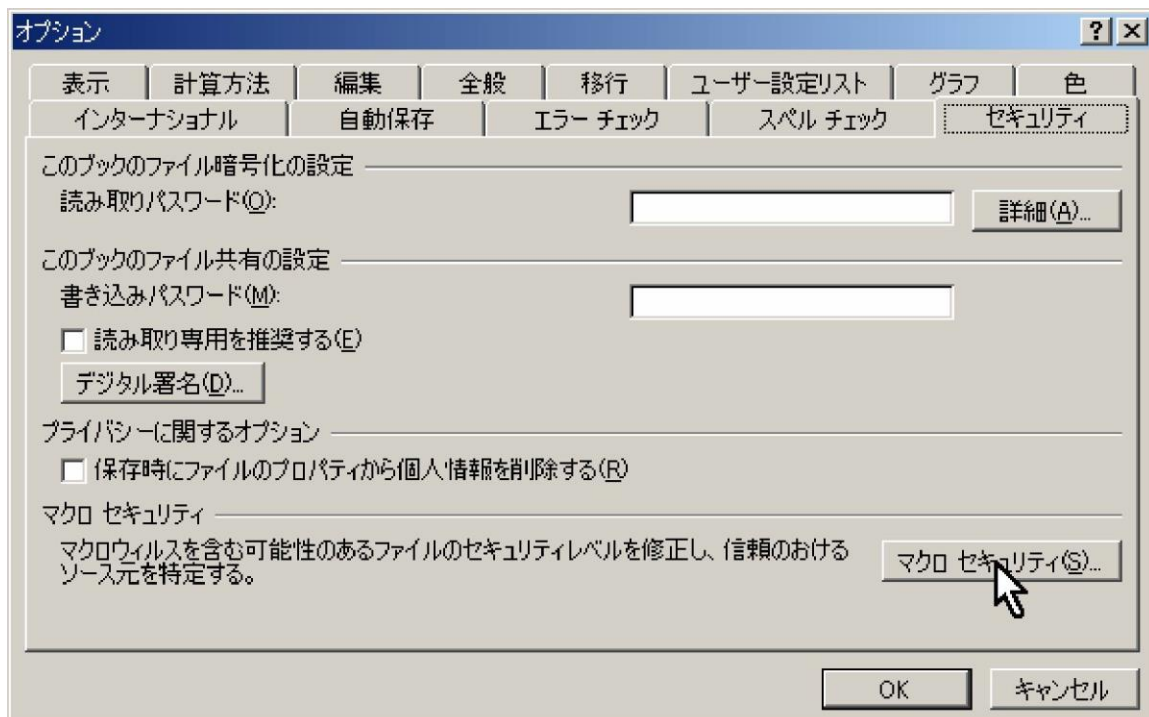 オプション
表示 計算方法 編集 全般 移行 ユーザー設定リスト グラフ 色
インターナショナル 自動保存 エラー チェック スペル チェック セキュリティ
このブックのファイル暗号化の設定
読み取りパスワード(O): 詳細(A)...
このブックのファイル共有の設定
書き込みパスワード(M):
読み取り専用を推奨する(E)
デジタル署名(D)...
プライバシーに関するオプション
保存時にファイルのプロパティから個人情報を削除する(R)
マクロ セキュリティ
マクロウィルスを含む可能性のあるファイルのセキュリティレベルを修正し、信頼のおける
ソース元を特定する。
マクロ セキュリティ(S)...
OK キャンセル